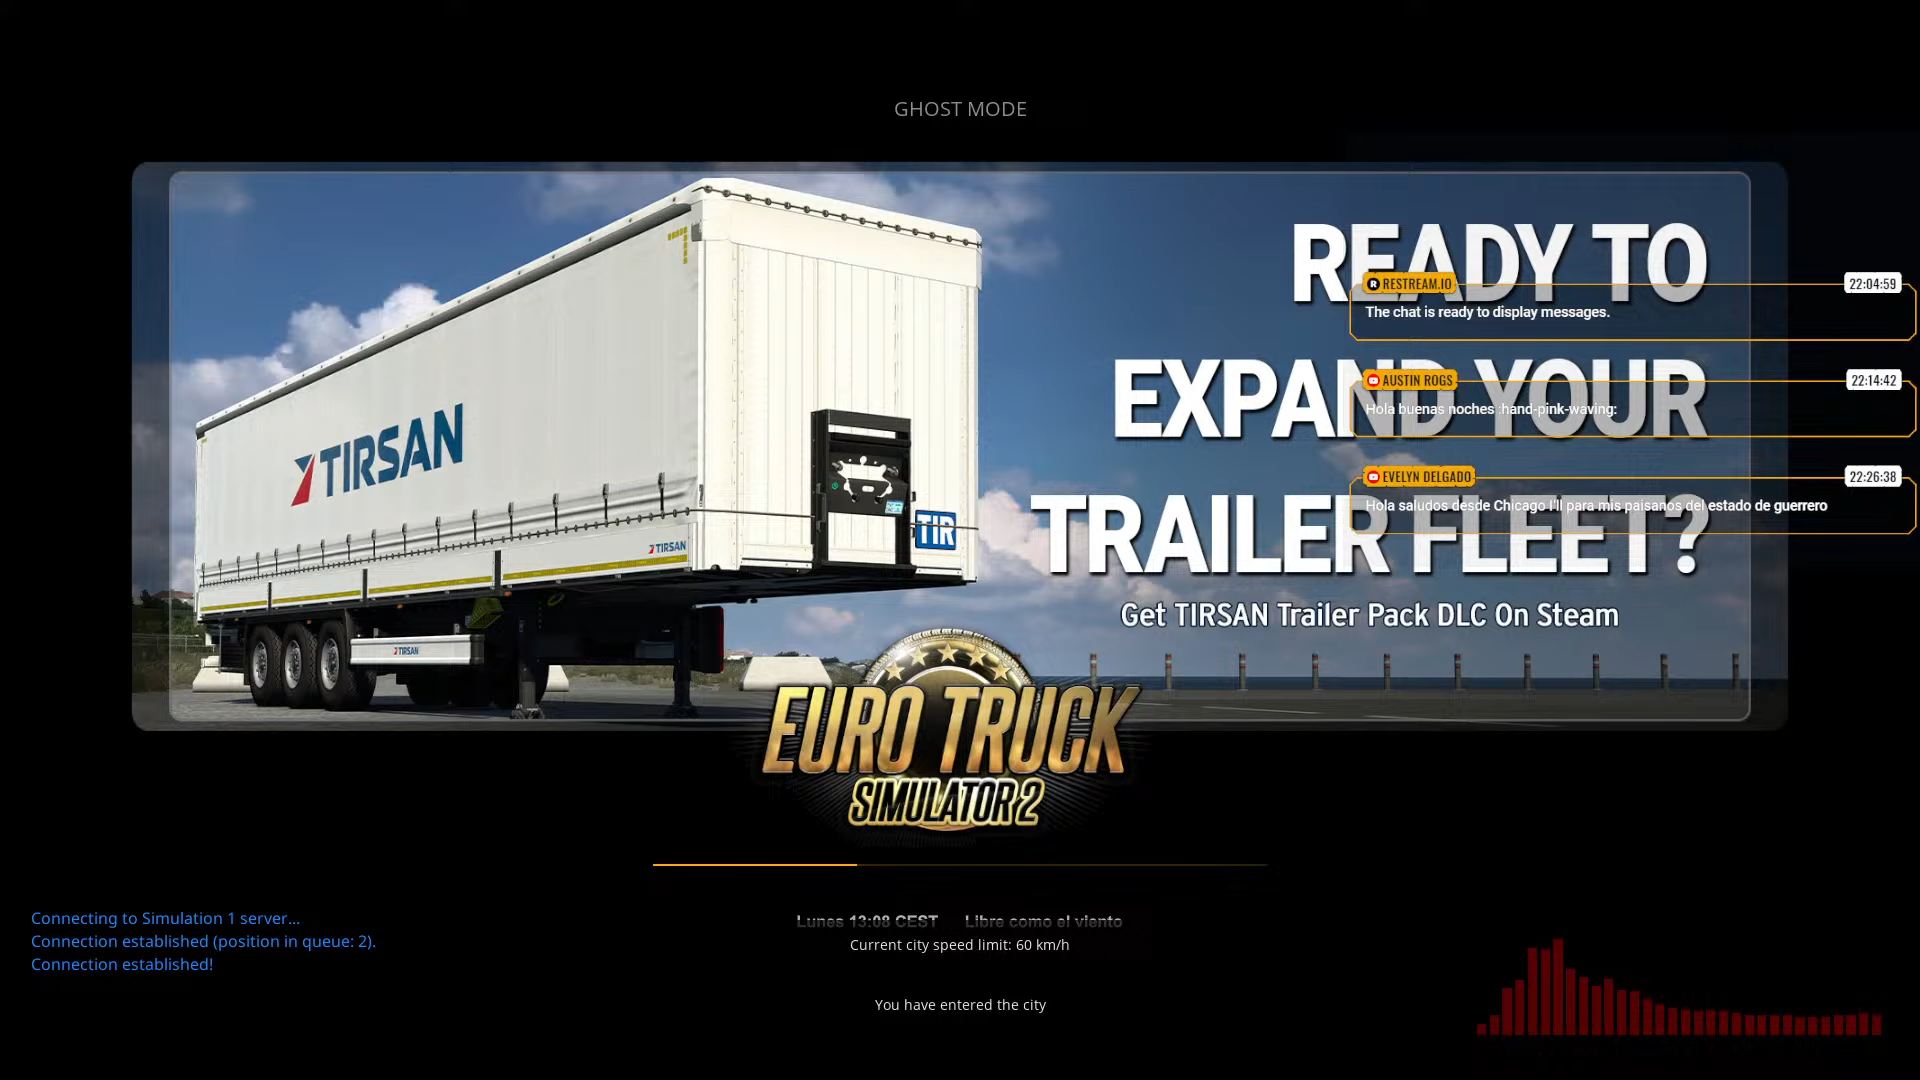 GHOST MODE
READY TO
EXPAND YOUR
TRAILER FLEET?
Get TIRSAN Trailer Pack DLC On Steam
TIRSAN
TIRSAN
TIRSAN
TIR
RESTREAM.IO 22:04:59
The chat is ready to display messages.
AUSTIN ROGS 22:14:42
Hola buenas noches :hand-pink-waving:
EVELYN DELGADO 22:26:38
Hola saludos desde Chicago I'll para mis paisanos del estado de guerrero
EURO TRUCK
SIMULATOR 2
Connecting to Simulation 1 server...
Connection established (position in queue: 2).
Connection established!
Lunes 13:08 CEST Libre como el viento
Current city speed limit: 60 km/h
You have entered the city